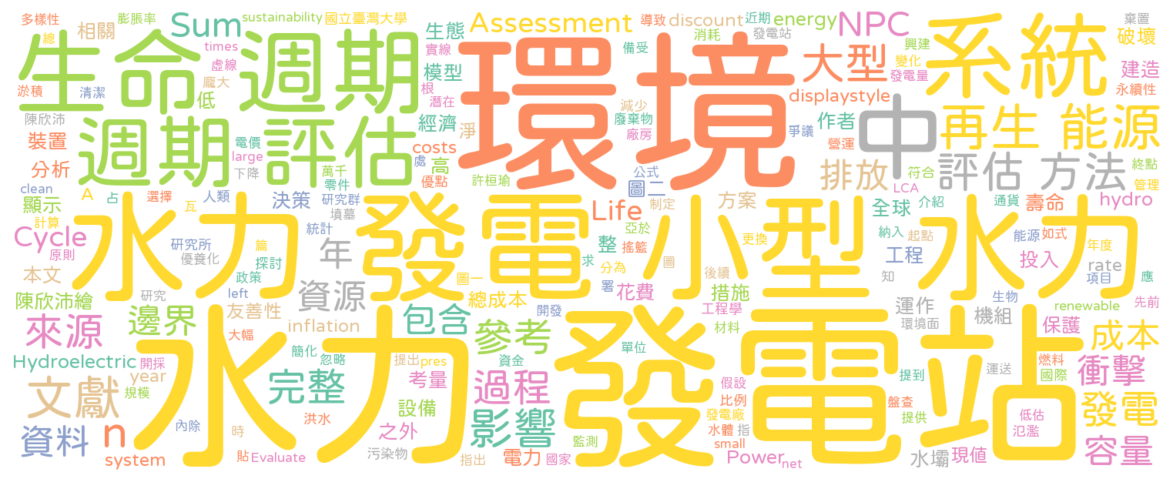 多樣性 膨脹率 sustainability 國立臺灣大學 生態 Assessment 導致 discount 近期 energy NPC 系統 棄置
總 相關 Sum 實線 消耗 發電站 興建 破壞
生命 週期 times 虛線 模型 備受 環境 大型 變化 發電量 建造
淤積 清潔 龐大 低 根 潛在 減少 displaystyle 永續性
陳欣沛 週期 評估 電價 經濟 淨 廢棄物 爭議 作者 中 再生 能源
裝置 large 處 costs 廠房 營運
分析 下降 萬千 高 優點 許桓瑜 圖二 公式 排放 符合 評估 方法 終點
clean A 占 選擇 人類 零件 研究群 決策 制定 方案 LCA 介紹 通貨 壽命 管理 hydro
顯示 計算 瓦 墳墓 統計 水力 發電 小型 水力 Life 亞於 全球 納入 起點 能源 如式
Cycle 原則 研究所 優養化 篇 年 整 搖籃 更換 工程 投入 年度
本文 探討 政策 圖一 求 分為 圖 後續 知 rate 項目 應
陳欣沛繪 研究 left 資源 總成本 開發 署 花費 措施 工程學 運作 生物 renewable 先前
來源 邊界 友善性 inflation 包含 參考 材料 環境面 機組 保護 成本
Hydroelectric 開採 大幅 水力 發電站 簡化 忽略 提出 pres 資金 單位 提到 運送 燃料 國際 衝擊
文獻 year 規模 完整 考量 過程 假設 比例 盤查 發電
資料 n 內除 洪水 設備 影響 發電廠 提供 低估
時 之外 監測 水體 指 small 氾濫 容量
system 貼 Evaluate 污染物 指出 電力 國家 Power net 水壩 現值